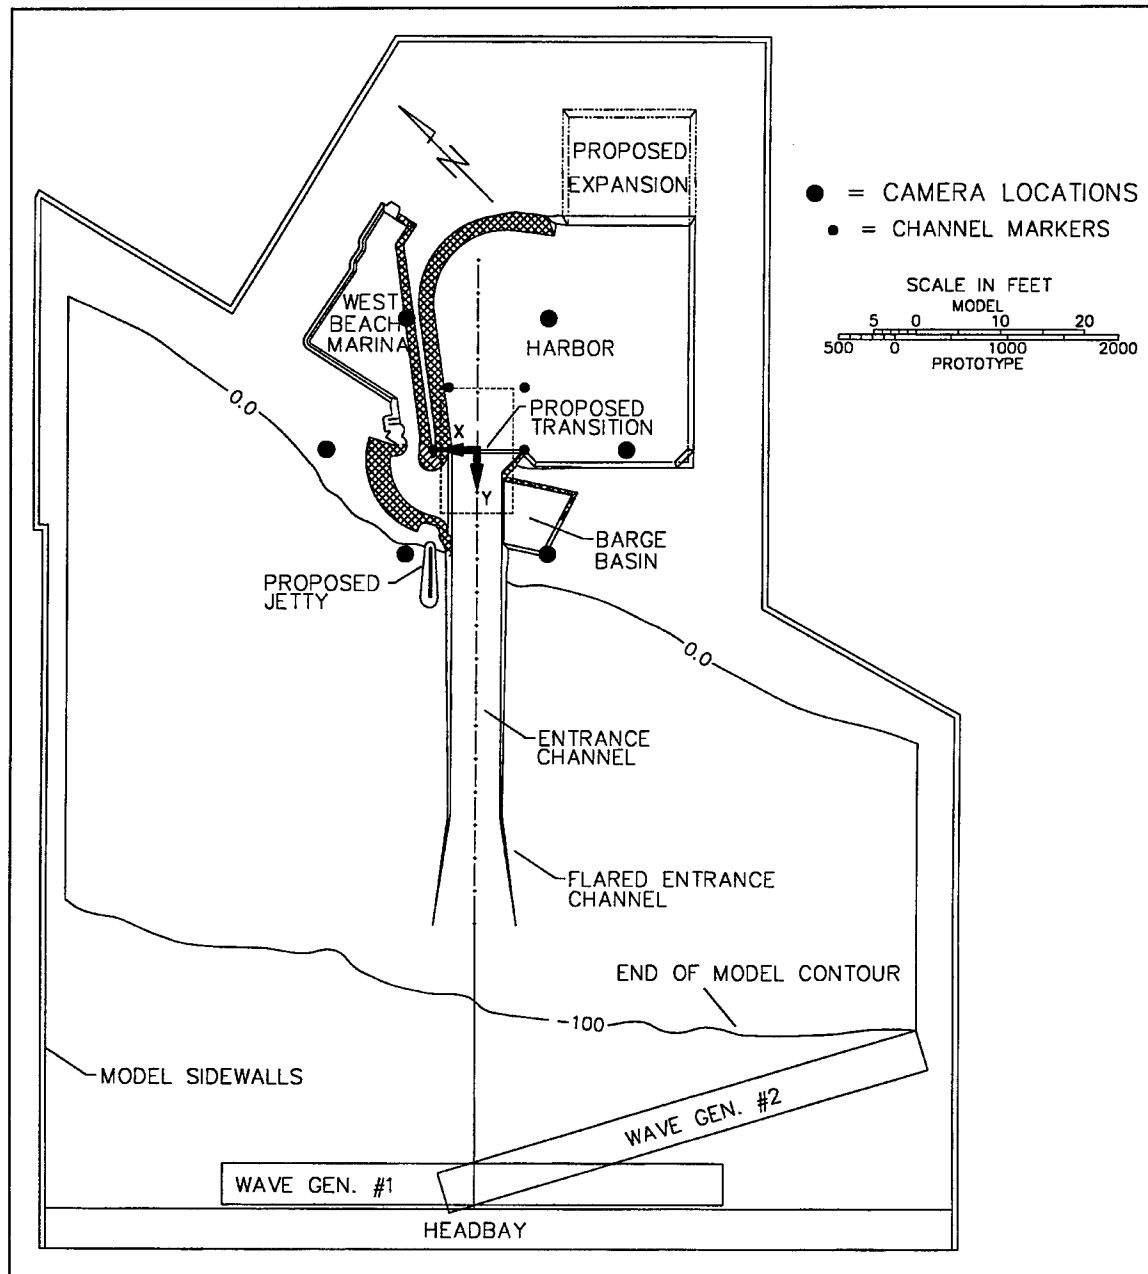 PROPOSED
EXPANSION
N
● = CAMERA LOCATIONS
• = CHANNEL MARKERS
SCALE IN FEET
MODEL
5 0 10 20
500 0 1000 2000
PROTOTYPE
WEST
BEACH
MARINA
HARBOR
0.0
PROPOSED
TRANSITION
X
Y
BARGE
BASIN
PROPOSED
JETTY
0.0
ENTRANCE
CHANNEL
FLARED ENTRANCE
CHANNEL
END OF MODEL CONTOUR
-100
MODEL SIDEWALLS
WAVE GEN. #2
WAVE GEN. #1
HEADBAY